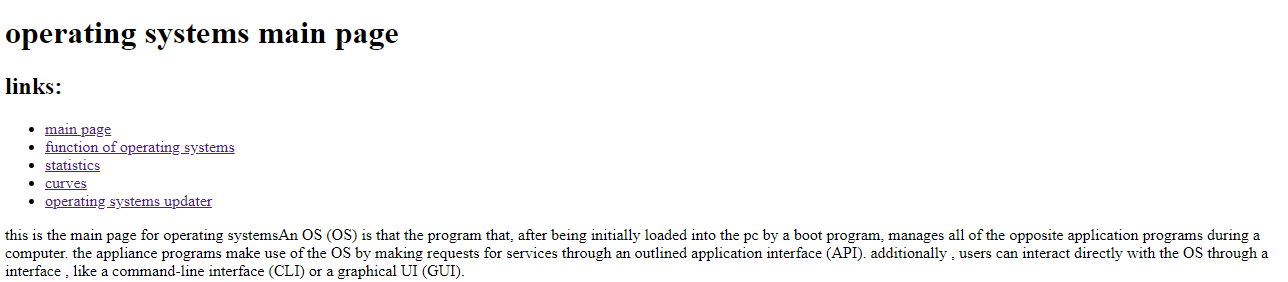 operating systems main page
links:
main page
function of operating systems
statistics
curves
operating systems updater
this is the main page for operating systemsAn OS (OS) is that the program that, after being initially loaded into the pc by a boot program, manages all of the opposite application programs during a
computer. the appliance programs make use of the OS by making requests for services through an outlined application interface (API). additionally , users can interact directly with the OS through a
interface , like a command-line interface (CLI) or a graphical UI (GUI).